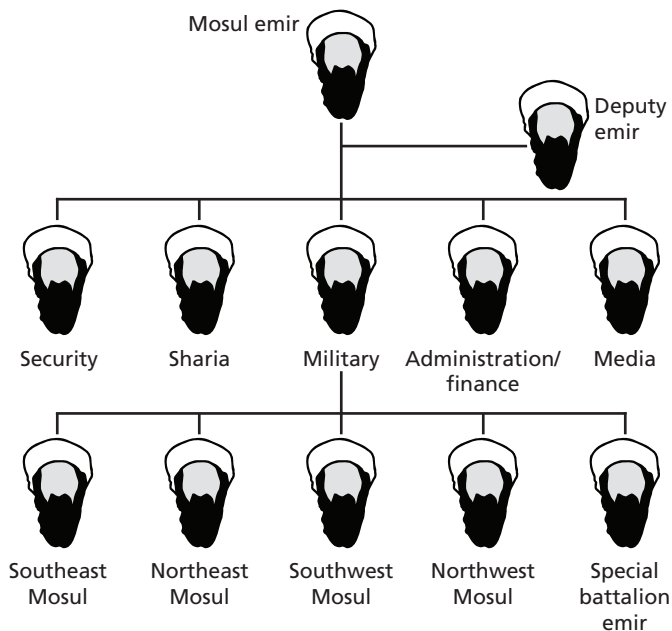 Mosul emir
Deputy
emir
Security
Sharia
Military
Administration/
finance
Media
Southeast
Mosul
Northeast
Mosul
Southwest
Mosul
Northwest
Mosul
Special
battalion
emir